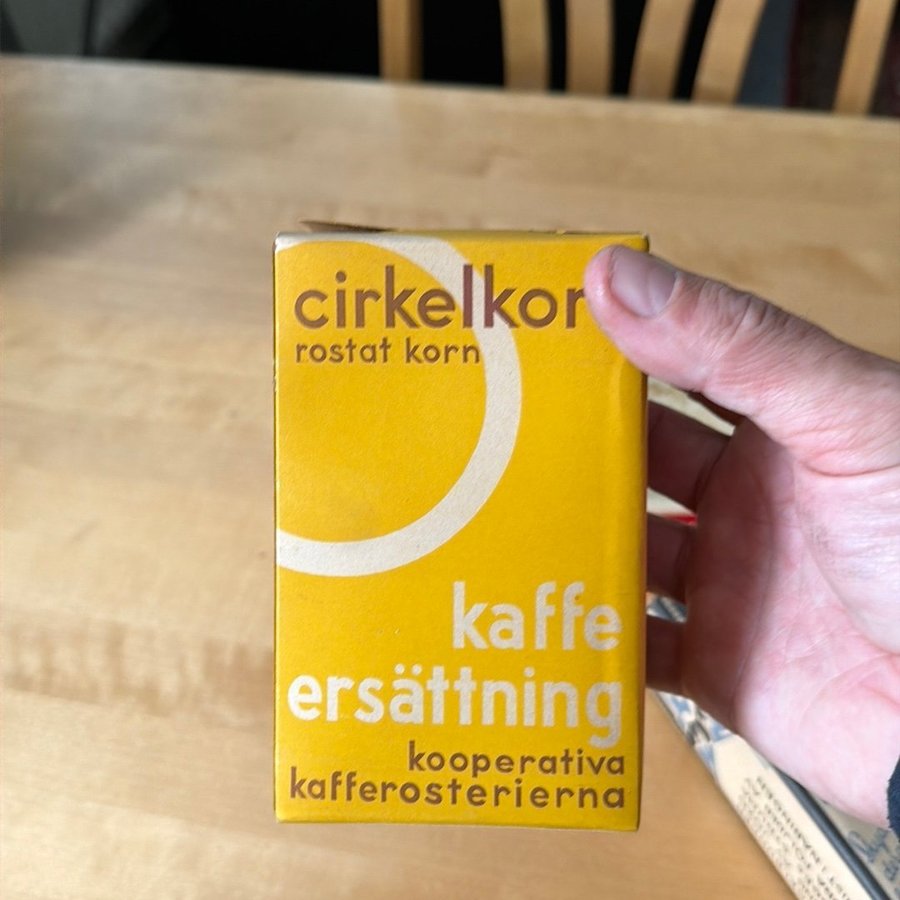 cirkelkor
rostat korn
kaffe
ersättning
kooperativa
kafferosterierna